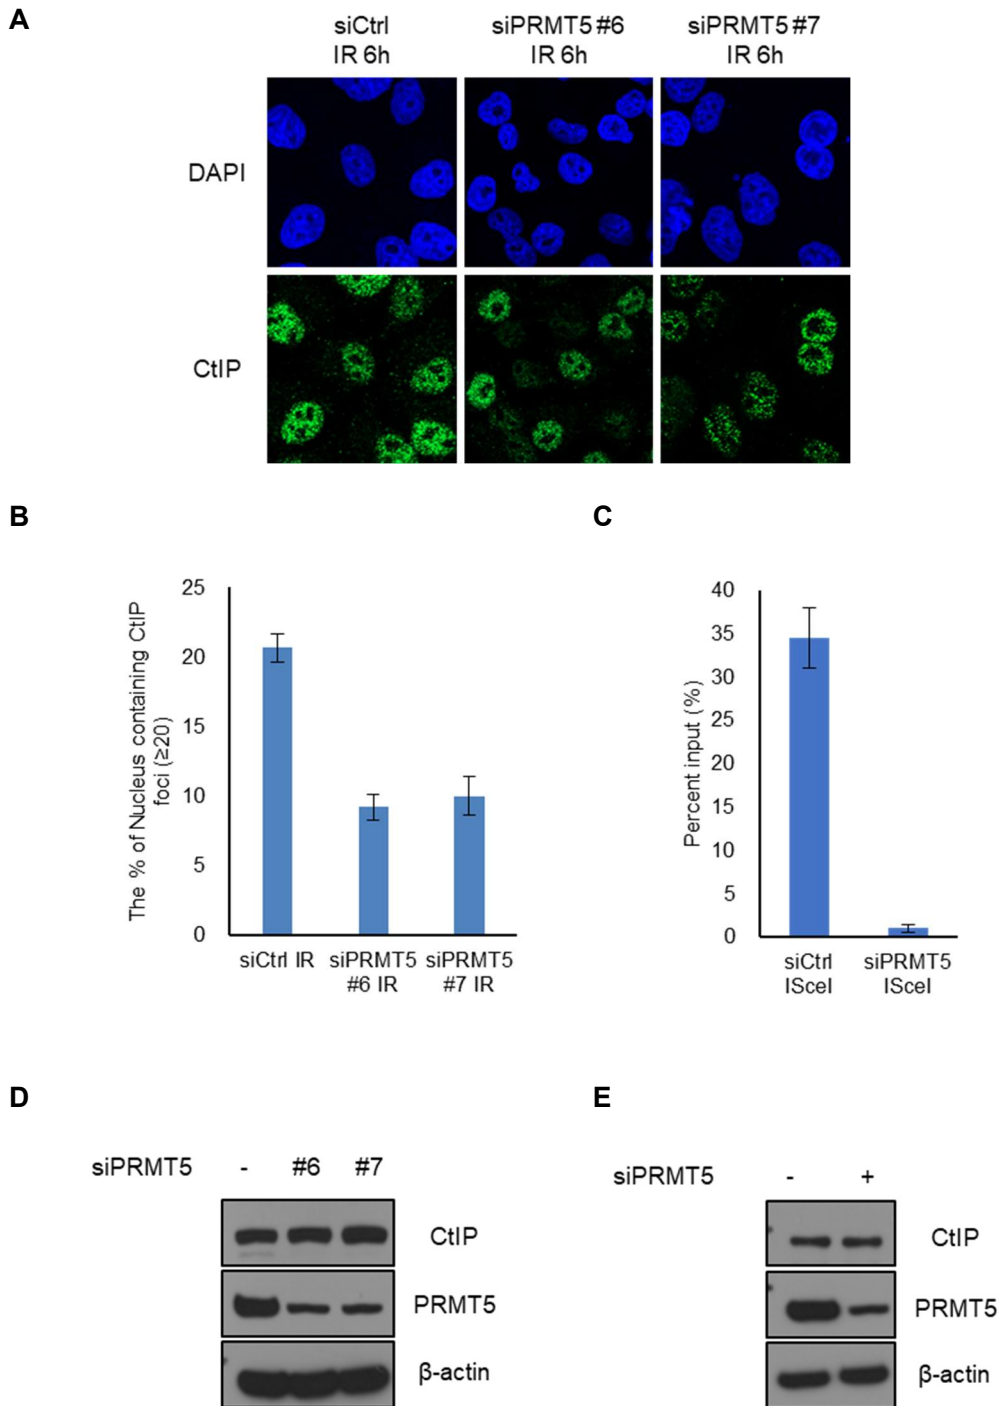 A
siCtrl
IR 6h
siPRMT5 #6
IR 6h
siPRMT5 #7
IR 6h
DAPI
CtIP
B
The % of Nucleus containing CtIP
foci (≥20)
25
20
15
10
5
0
siCtrl IR
siPRMT5
#6 IR
siPRMT5
#7 IR
C
Percent input (%)
40
35
30
25
20
15
10
5
0
siCtrl
ISceI
siPRMT5
ISceI
D
siPRMT5 - #6 #7
CtIP
PRMT5
β-actin
E
siPRMT5 - +
CtIP
PRMT5
β-actin